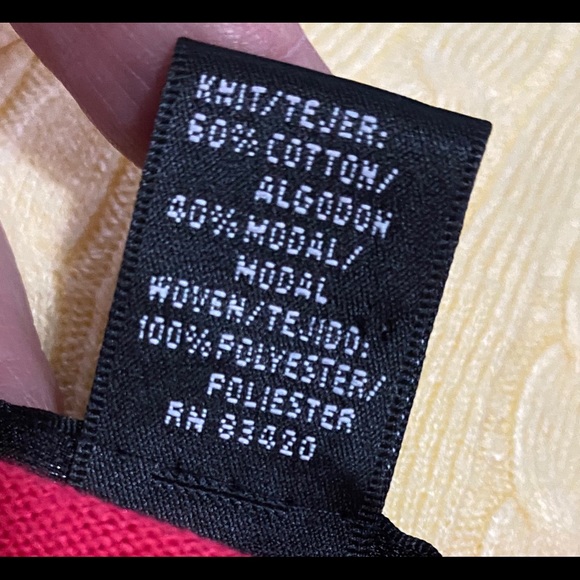 KNIT/TEJER:
60% COTTON/
ALGODON
40% MODAL/
MODAL
WOVEN/TEJIDO:
100% POLYESTER/
POLIESTER
RN 83420